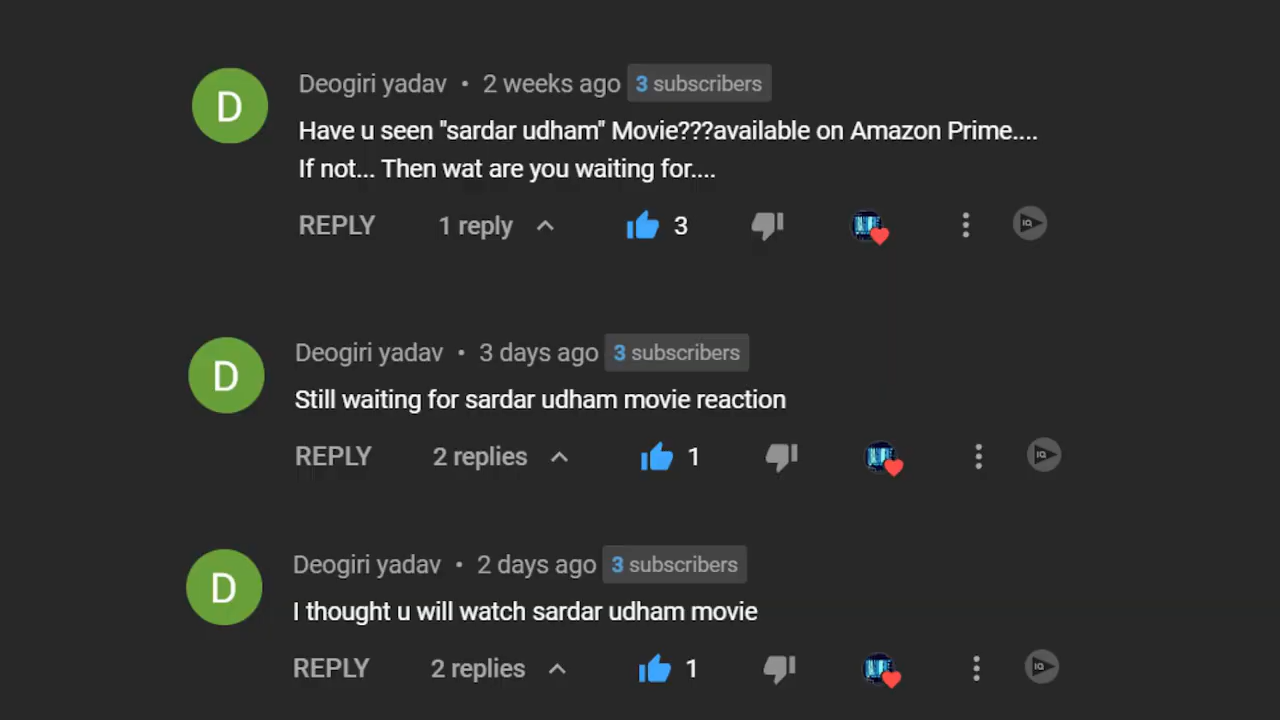 D
Deogiri yadav • 2 weeks ago 3 subscribers
Have u seen "sardar udham" Movie???available on Amazon Prime....
If not... Then wat are you waiting for....
REPLY 1 reply 3 IQ
D
Deogiri yadav • 3 days ago 3 subscribers
Still waiting for sardar udham movie reaction
REPLY 2 replies 1 IQ
D
Deogiri yadav • 2 days ago 3 subscribers
I thought u will watch sardar udham movie
REPLY 2 replies 1 IQ